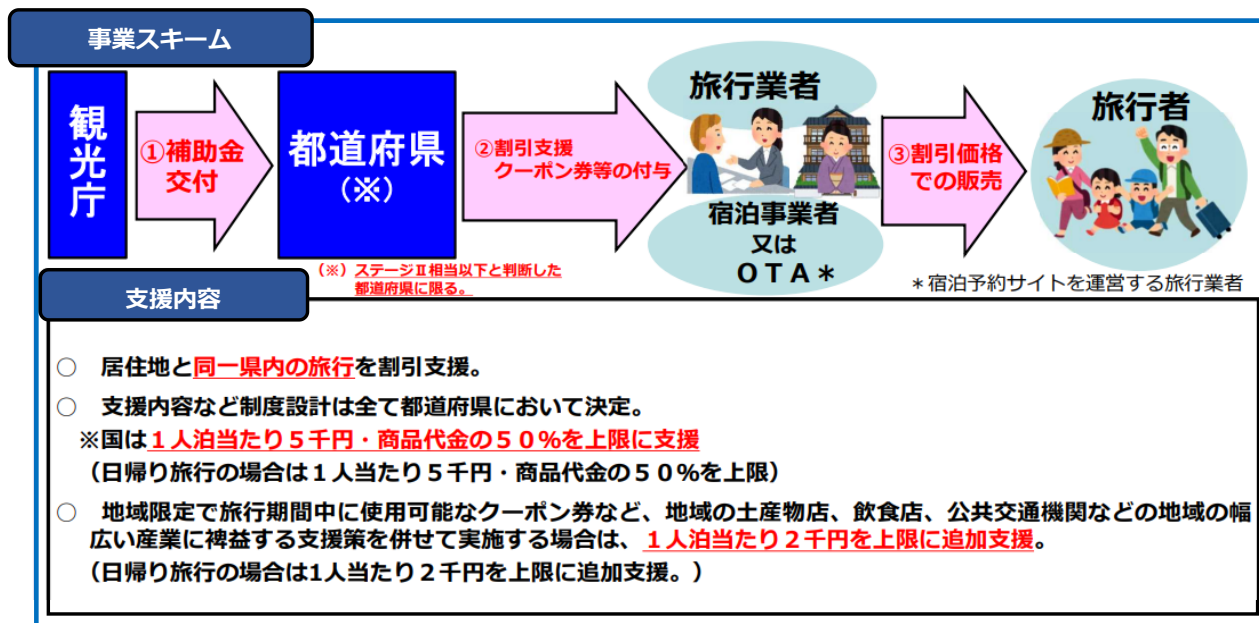 事業スキーム
観光庁
①補助金
交付
都道府県
（※）
②割引支援
クーポン券等の付与
旅行業者
宿泊事業者
又は
ＯＴＡ＊
③割引価格
での販売
旅行者
（※）ステージⅡ相当以下と判断した
都道府県に限る。
＊宿泊予約サイトを運営する旅行業者
支援内容
○　居住地と同一県内の旅行を割引支援。
○　支援内容など制度設計は全て都道府県において決定。
※国は１人泊当たり５千円・商品代金の５０％を上限に支援
（日帰り旅行の場合は１人当たり５千円・商品代金の５０％を上限）
○　地域限定で旅行期間中に使用可能なクーポン券など、地域の土産物店、飲食店、公共交通機関などの地域の幅
広い産業に裨益する支援策を併せて実施する場合は、１人泊当たり２千円を上限に追加支援。
（日帰り旅行の場合は1人当たり２千円を上限に追加支援。）